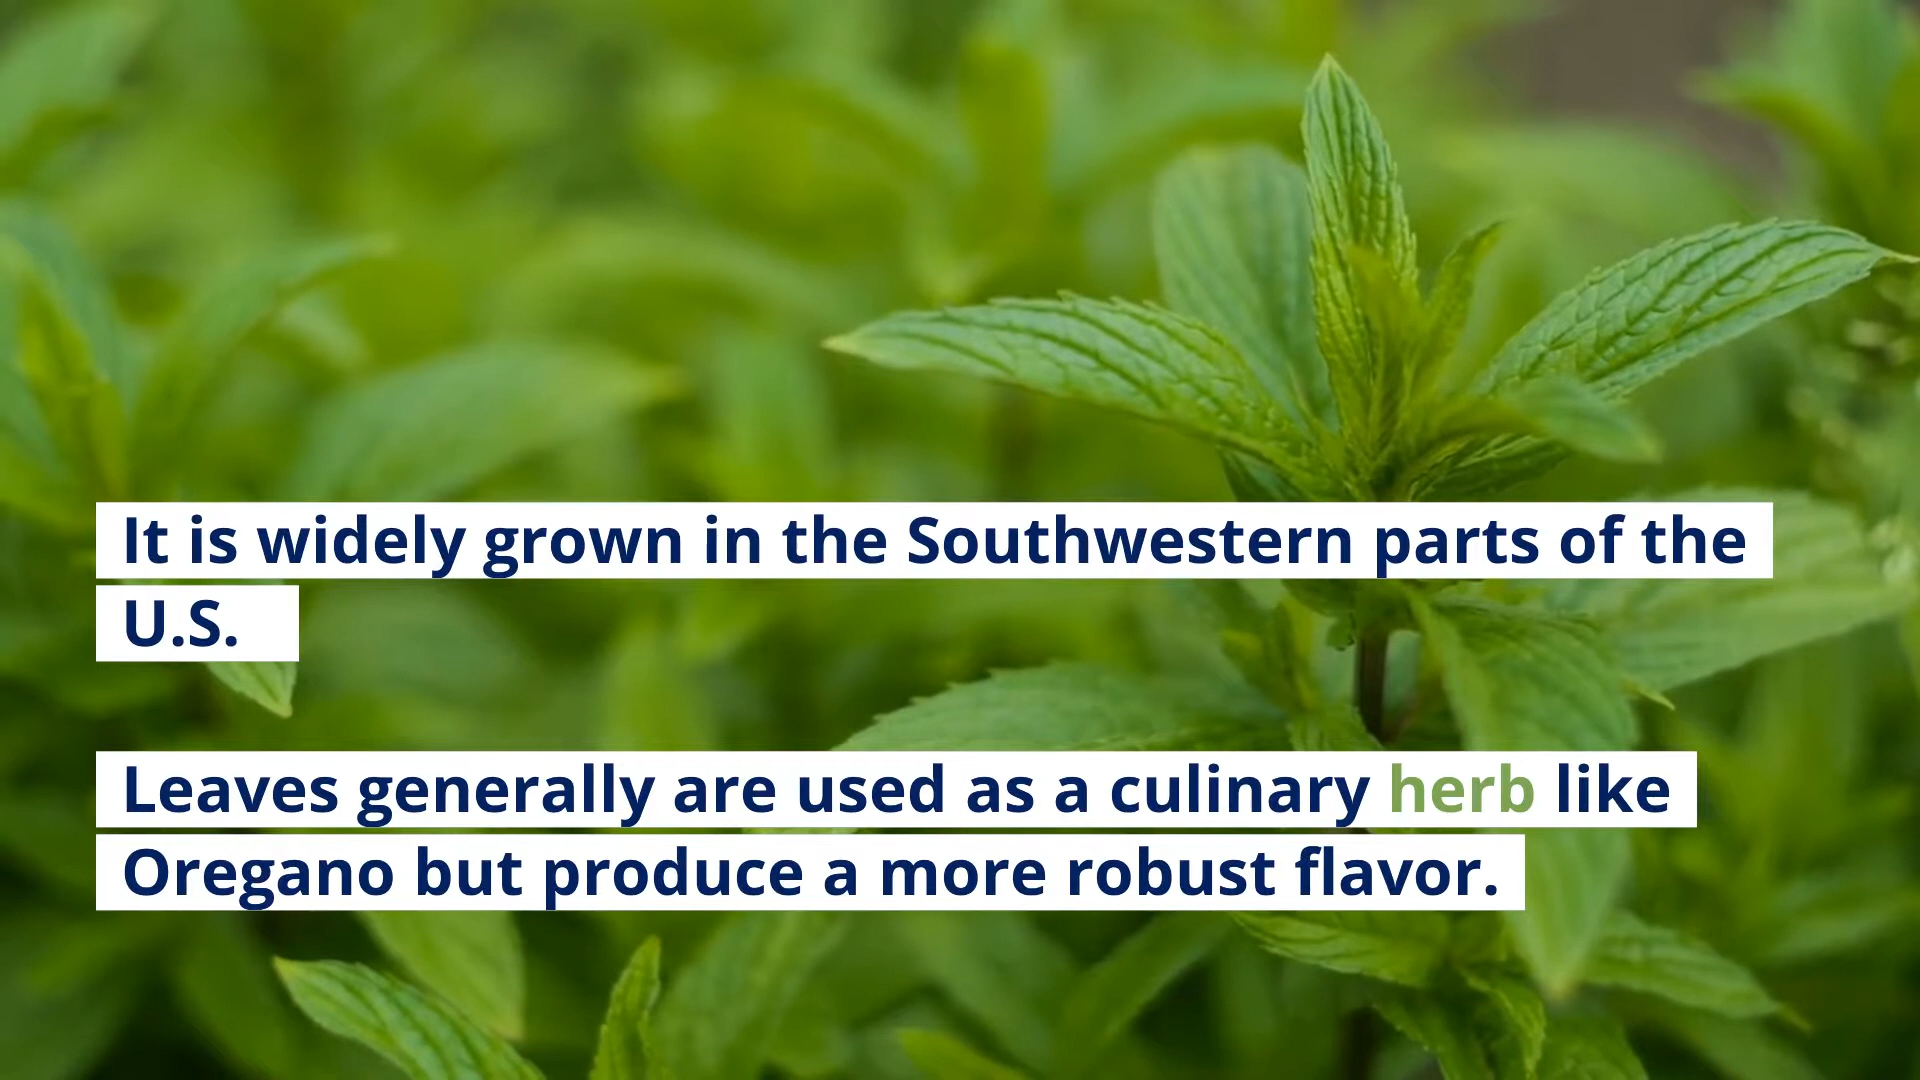 It is widely grown in the Southwestern parts of the
U.S.
Leaves generally are used as a culinary herb like
Oregano but produce a more robust flavor.